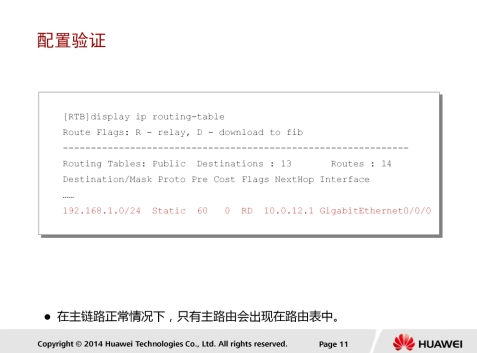 配置验证
[RTB]display ip routing-table
Route Flags: R - relay, D - download to fib
----------------------------------------------------------------
Routing Tables: Public Destinations : 13 Routes : 14
Destination/Mask Proto Pre Cost Flags NextHop Interface
……
192.168.1.0/24 Static 60 0 RD 10.0.12.1 GigabitEthernet0/0/0
● 在主链路正常情况下，只有主路由会出现在路由表中。
Copyright © 2014 Huawei Technologies Co., Ltd. All rights reserved. Page 11 HUAWEI